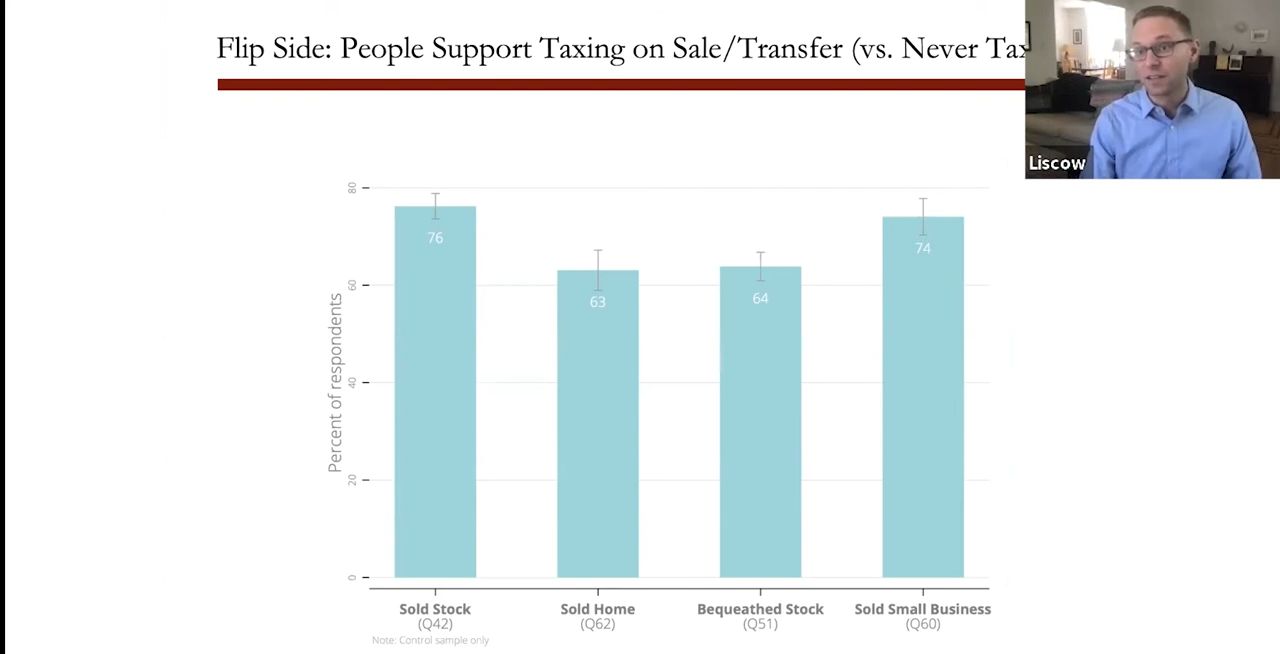 Flip Side: People Support Taxing on Sale/Transfer (vs. Never Tax
Liscow
80
60
40
20
0
Percent of respondents
76
63
64
74
Sold Stock
(Q42)
Sold Home
(Q62)
Bequeathed Stock
(Q51)
Sold Small Business
(Q60)
Note: Control sample only